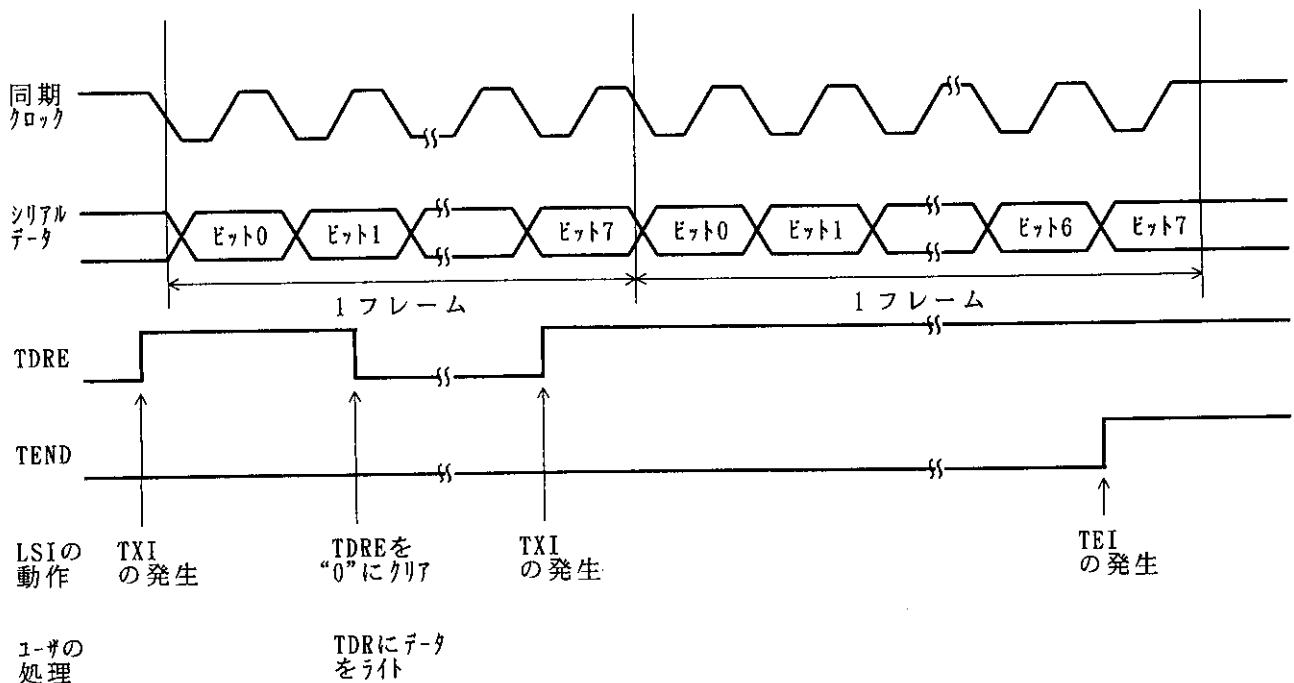 同期
クロック
シリアル
データ
ビット0
ビット1
ビット7
ビット0
ビット1
ビット6
ビット7
1フレーム
1フレーム
TDRE
TEND
LSIの
動作
TXI
の発生
TDREを
“0”にクリア
TXI
の発生
TEI
の発生
ユーザの
処理
TDRにデータ
をライト